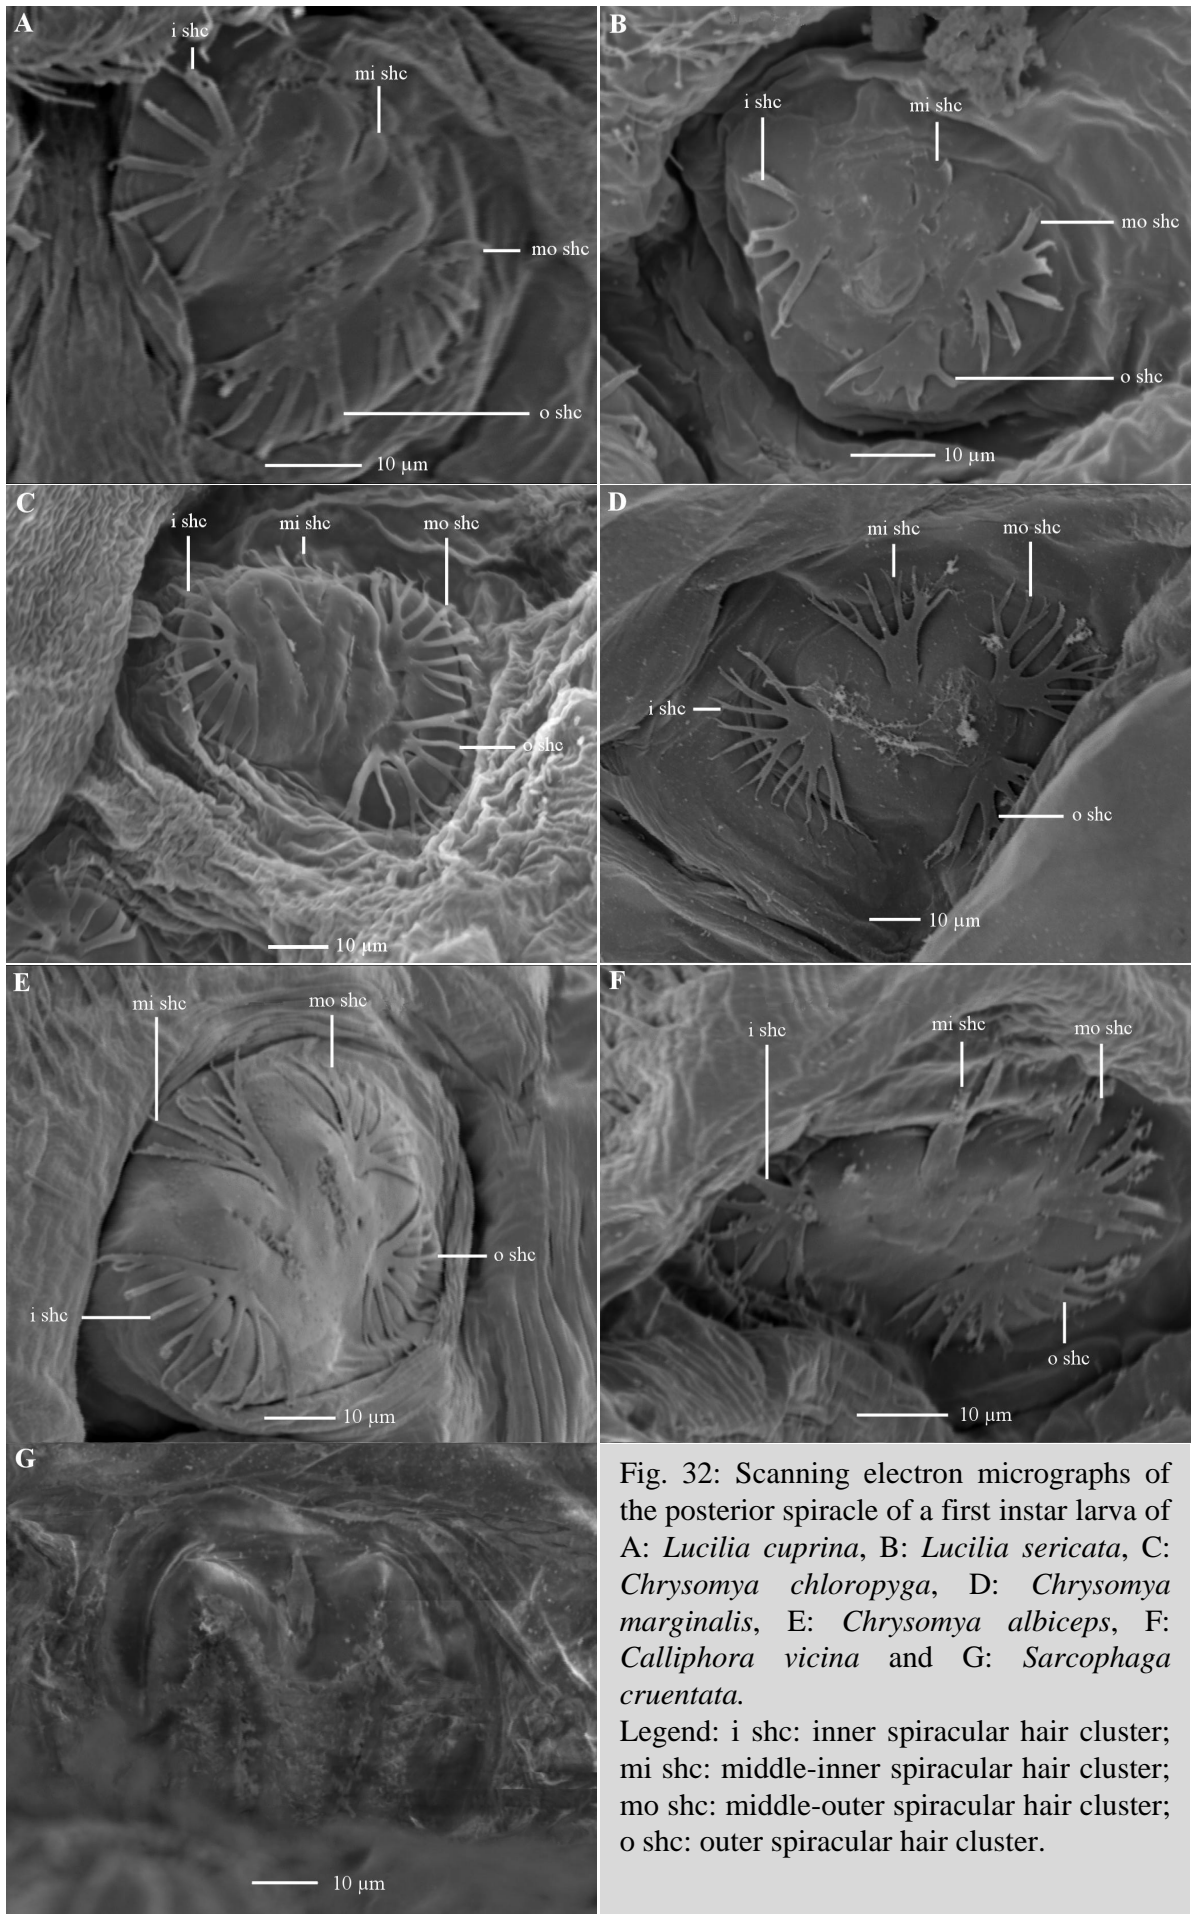 A
i shc
mi shc
mo shc
o shc
10 µm
B
i shc
mi shc
mo shc
o shc
10 µm
C
i shc
mi shc
mo shc
o shc
10 µm
D
mi shc
mo shc
i shc
o shc
10 µm
E
mi shc
mo shc
o shc
i shc
10 µm
F
i shc
mi shc
mo shc
o shc
10 µm
G
10 µm
Fig. 32: Scanning electron micrographs of
the posterior spiracle of a first instar larva of
A: Lucilia cuprina, B: Lucilia sericata, C:
Chrysomya chloropyga, D: Chrysomya
marginalis, E: Chrysomya albiceps, F:
Calliphora vicina and G: Sarcophaga
cruentata.
Legend: i shc: inner spiracular hair cluster;
mi shc: middle-inner spiracular hair cluster;
mo shc: middle-outer spiracular hair cluster;
o shc: outer spiracular hair cluster.